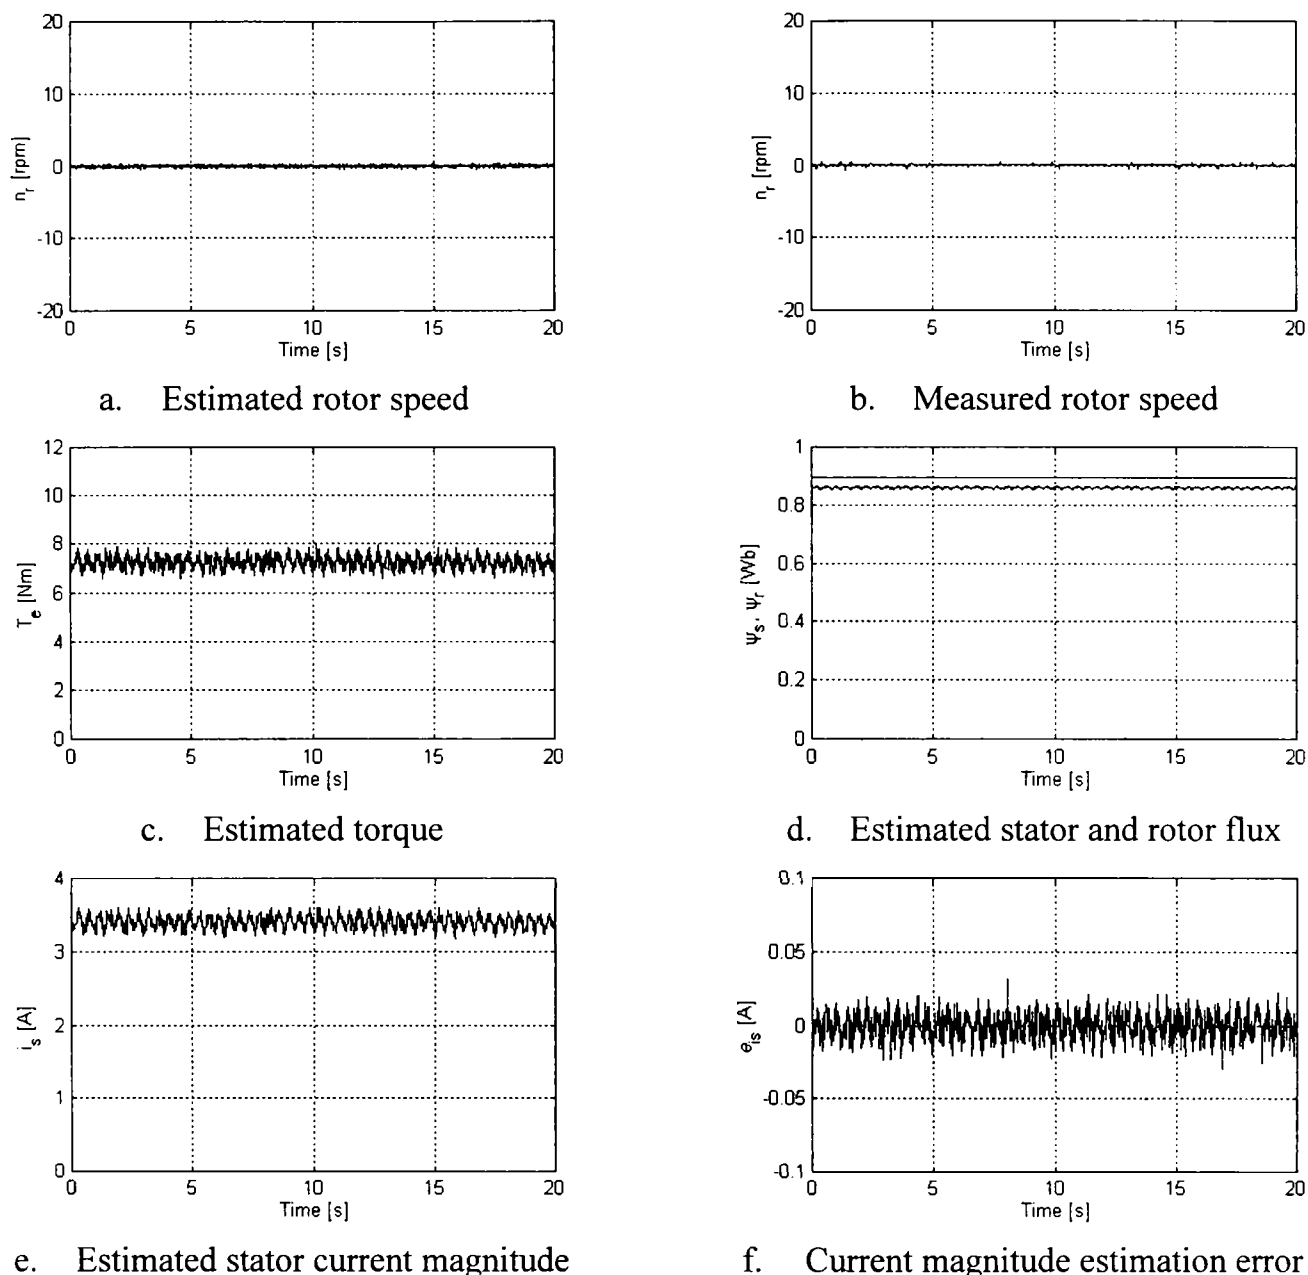 20
10
0
-10
-20
n_r [rpm]
0 5 10 15 20
Time [s]
a. Estimated rotor speed
20
10
0
-10
-20
n_r [rpm]
0 5 10 15 20
Time [s]
b. Measured rotor speed
12
10
8
6
4
2
0
T_e [Nm]
0 5 10 15 20
Time [s]
c. Estimated torque
1
0.8
0.6
0.4
0.2
0
ψ_s, ψ_r [Wb]
0 5 10 15 20
Time [s]
d. Estimated stator and rotor flux
4
3
2
1
0
i_s [A]
0 5 10 15 20
Time [s]
e. Estimated stator current magnitude
0.1
0.05
0
-0.05
-0.1
e_is [A]
0 5 10 15 20
Time [s]
f. Current magnitude estimation error